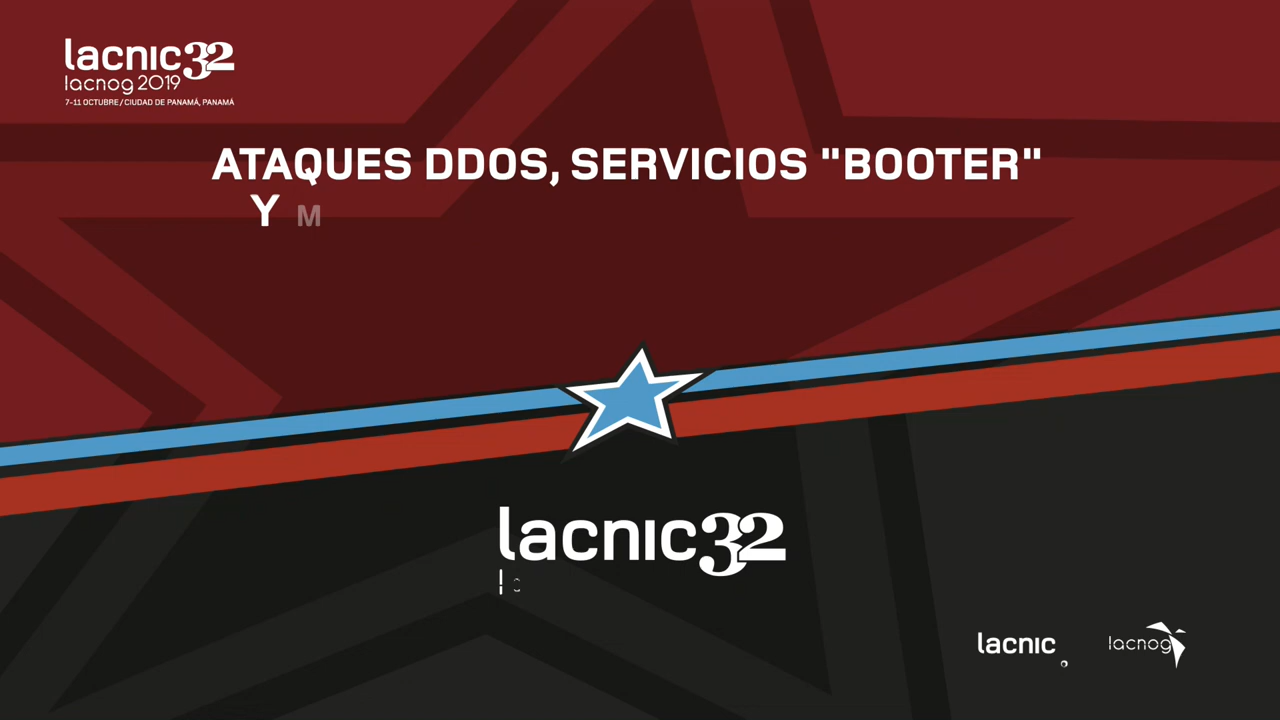 lacnic32
lacnog 2019
7-11 OCTUBRE / CIUDAD DE PANAMÁ, PANAMÁ
ATAQUES DDOS, SERVICIOS "BOOTER"
Y M
lacnic32
l
lacnic
lacnog